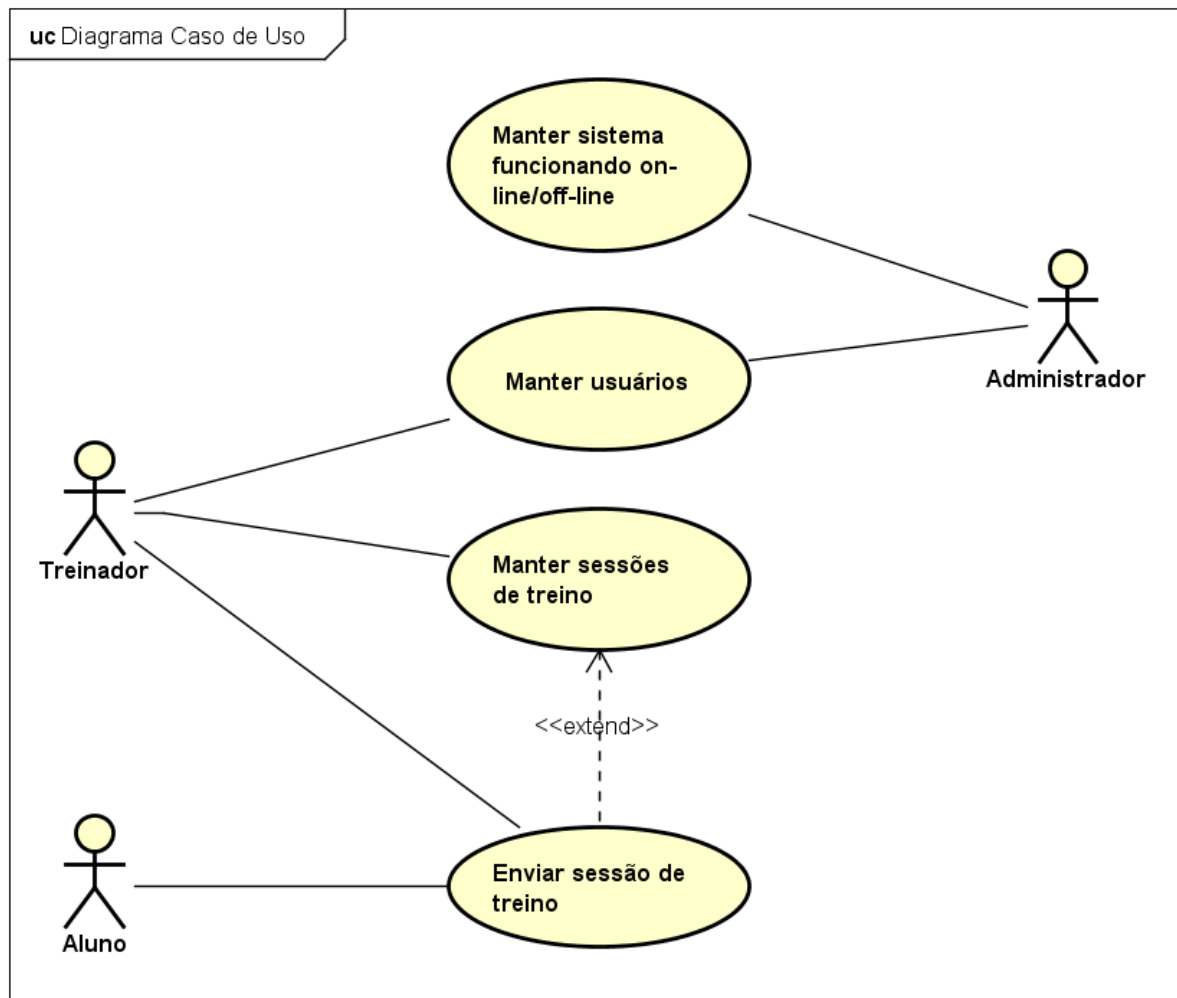 uc Diagrama Caso de Uso
Manter sistema
funcionando on-
line/off-line
Administrador
Manter usuários
Treinador
Manter sessões
de treino
<<extend>>
Enviar sessão de
treino
Aluno